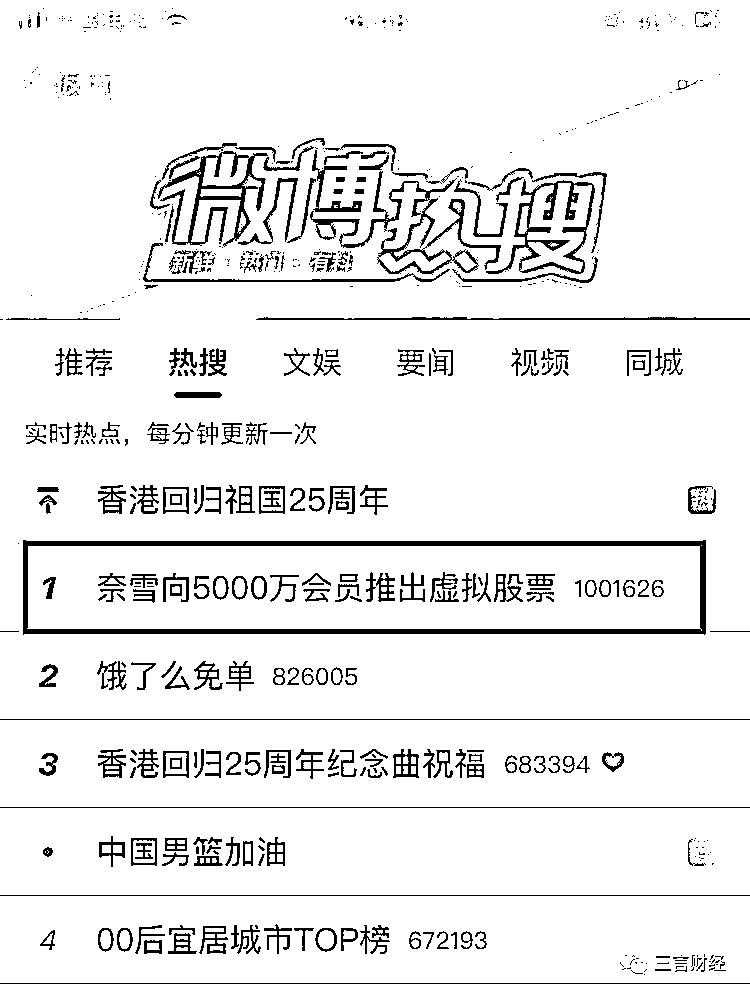 微博热搜
新鲜·热门·有料
推荐 热搜 文娱 要闻 视频 同城
实时热点，每分钟更新一次
香港回归祖国25周年 热
1 奈雪向5000万会员推出虚拟股票 1001626
2 饿了么免单 826005
3 香港回归25周年纪念曲祝福 683394
中国男篮加油
4 00后宜居城市TOP榜 672193
三言财经